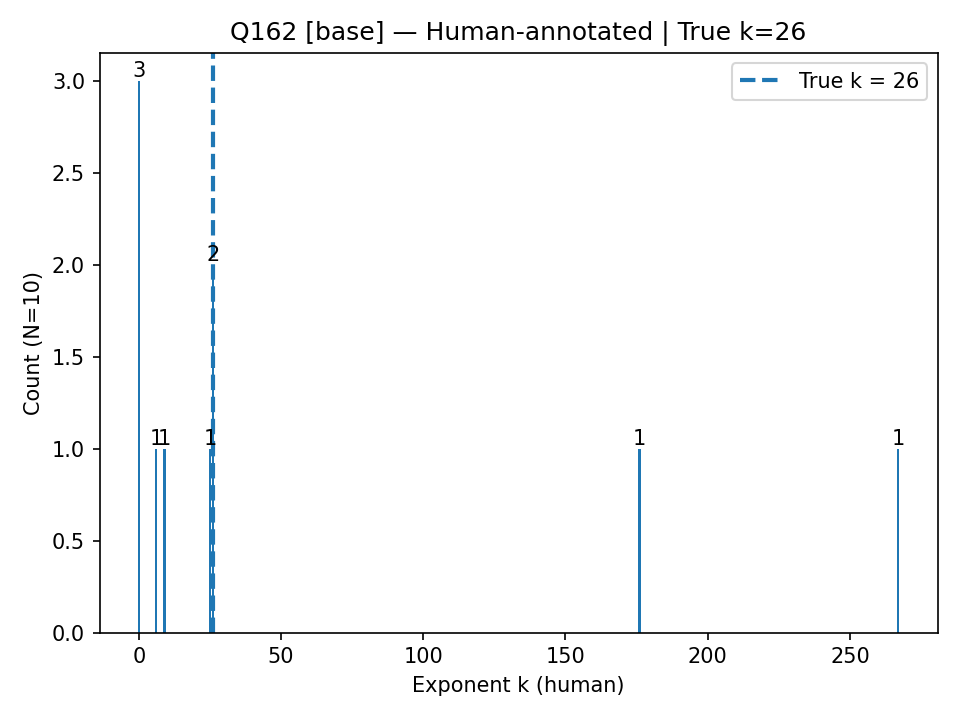 Q162 [base] — Human-annotated | True k=26
True k = 26
3
2
1 1 1 1 1
3.0
2.5
2.0
1.5
1.0
0.5
0.0
Count (N=10)
0 50 100 150 200 250
Exponent k (human)